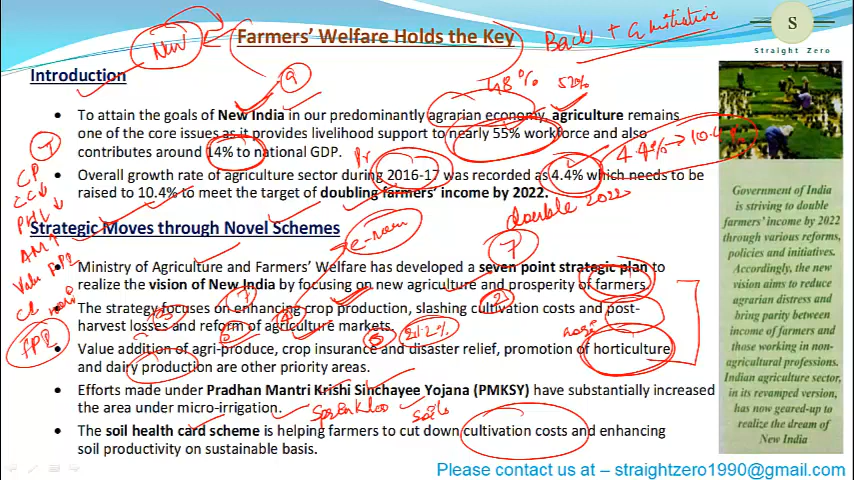 Farmers' Welfare Holds the Key
New
Back + a initiative
S
Straight Zero
Introduction
9
48% 52%
• To attain the goals of New India in our predominantly agrarian economy, agriculture remains
one of the core issues as it provides livelihood support to nearly 55% workforce and also
contributes around 14% to national GDP.
4.4% → 10.4
• Overall growth rate of agriculture sector during 2016-17 was recorded as 4.4% which needs to be
raised to 10.4% to meet the target of doubling farmers' income by 2022.
double 2022
Strategic Moves through Novel Schemes
e-nam
7
CP
CC↓
PHL↓
AM↑
FPI
• Ministry of Agriculture and Farmers' Welfare has developed a seven point strategic plan to
realize the vision of New India by focusing on new agriculture and prosperity of farmers.
• The strategy focuses on enhancing crop production, slashing cultivation costs and post-
harvest losses and reform of agriculture markets.
• Value addition of agri-produce, crop insurance and disaster relief, promotion of horticulture
and dairy production are other priority areas.
• Efforts made under Pradhan Mantri Krishi Sinchayee Yojana (PMKSY) have substantially increased
the area under micro-irrigation.
• The soil health card scheme is helping farmers to cut down cultivation costs and enhancing
soil productivity on sustainable basis.
Government of India
is striving to double
farmers' income by 2022
through various reforms,
policies and initiatives.
Accordingly, the new
vision aims to reduce
agrarian distress and
bring parity between
income of farmers and
those working in non-
agricultural professions.
Indian agriculture sector,
in its revamped version,
has now geared-up to
realize the dream of
New India
Please contact us at – straightzero1990@gmail.com